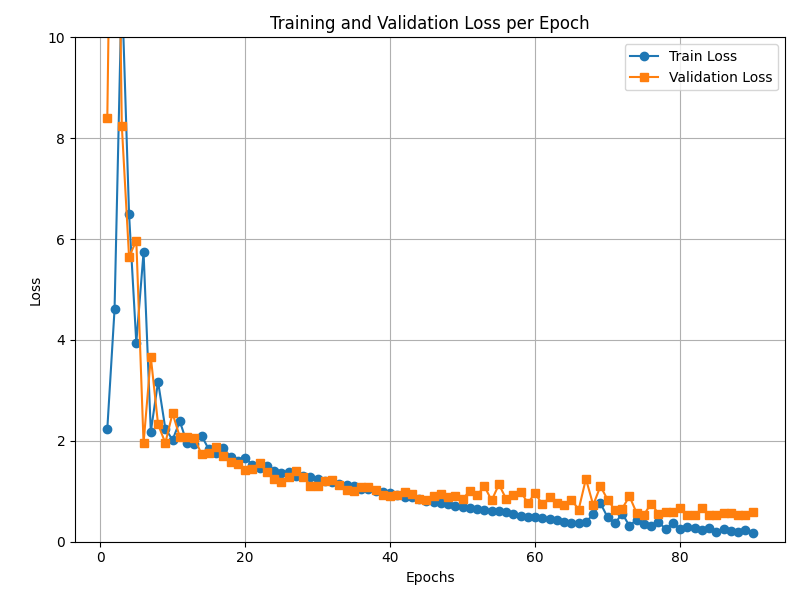 Training and Validation Loss per Epoch
Train Loss
Validation Loss
10
8
6
4
2
0
Loss
0 20 40 60 80
Epochs